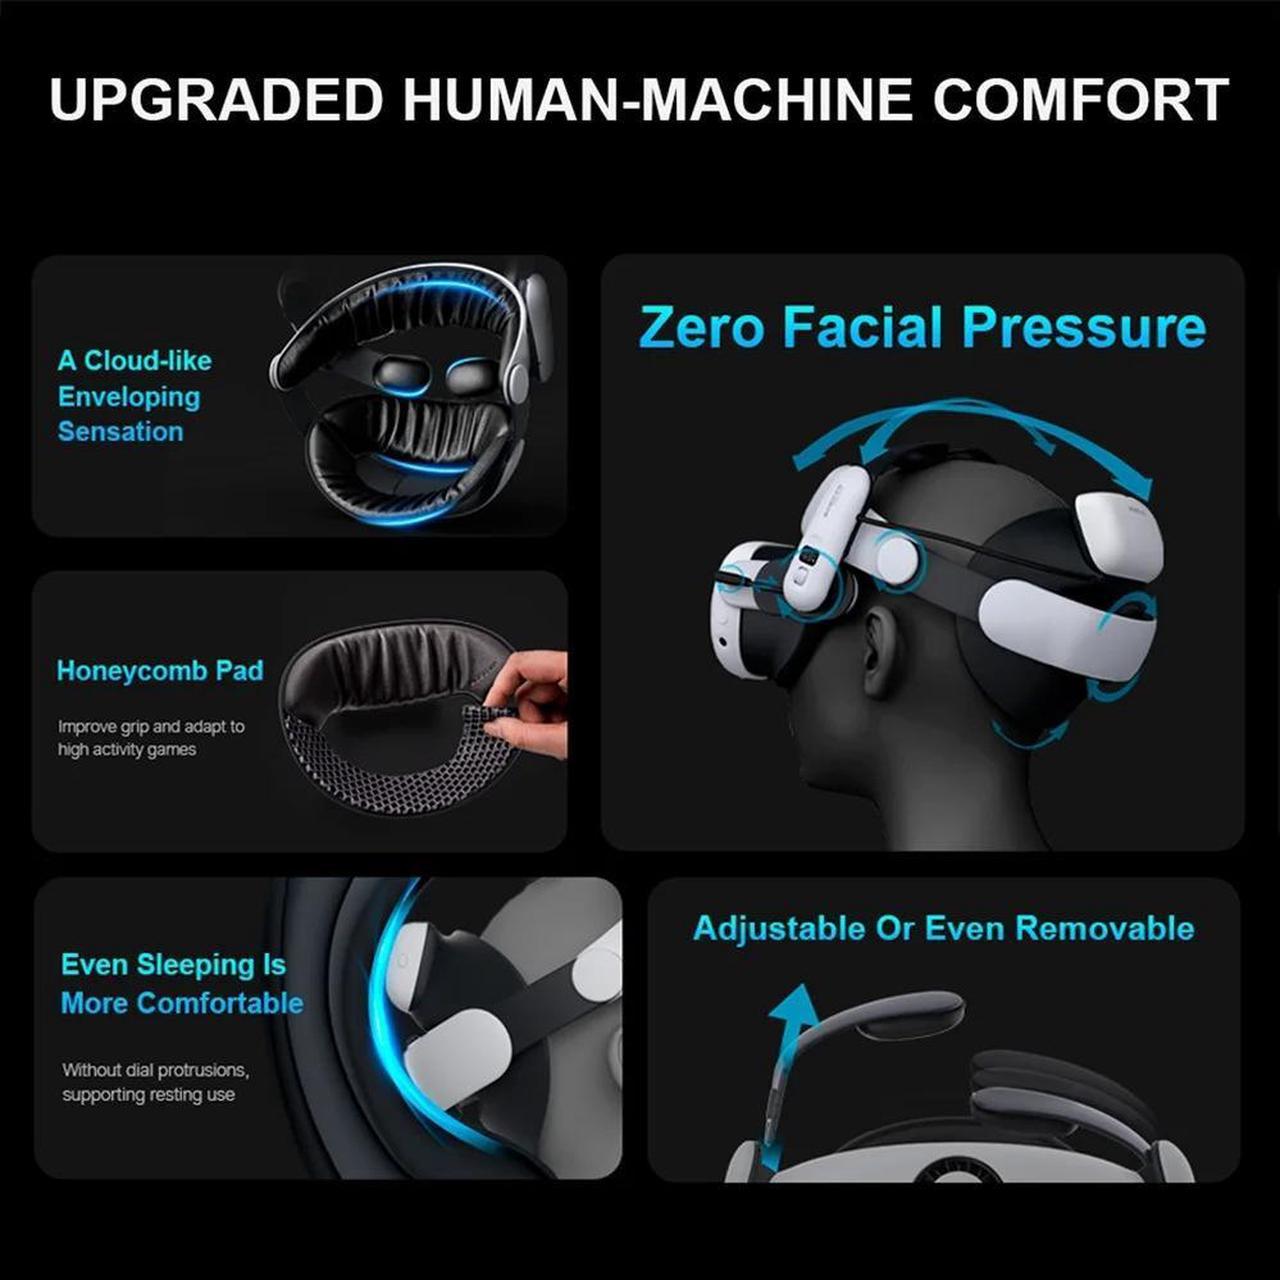 UPGRADED HUMAN-MACHINE COMFORT
A Cloud-like
Enveloping
Sensation
Zero Facial Pressure
Honeycomb Pad
Improve grip and adapt to
high activity games
Even Sleeping Is
More Comfortable
Without dial protrusions,
supporting resting use
Adjustable Or Even Removable